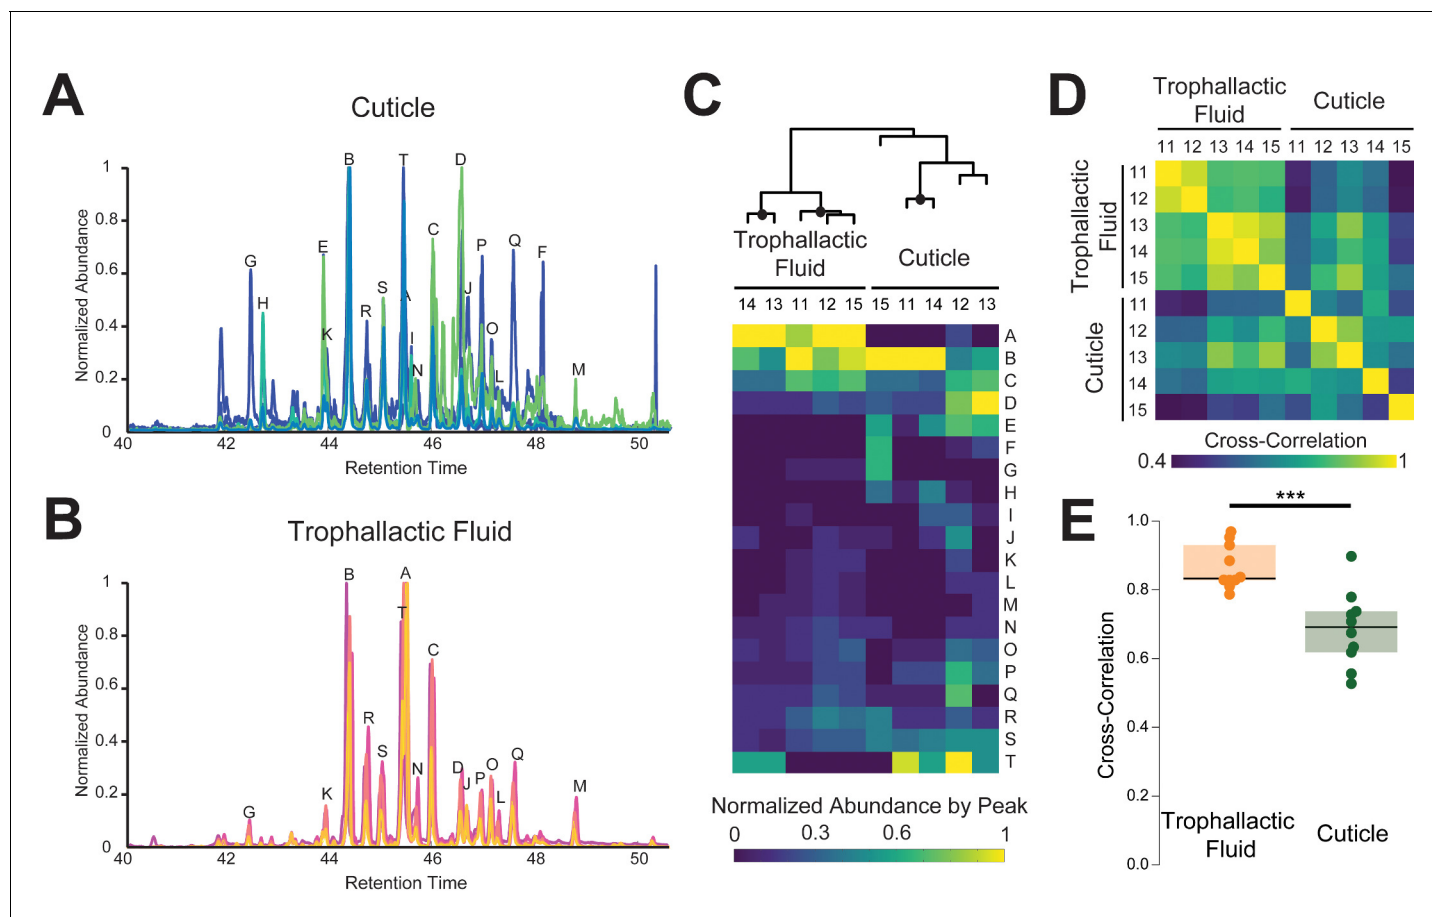 A
Cuticle
Normalized Abundance
1
0.8
0.6
0.4
0.2
0
40
42
44
46
48
50
Retention Time
G
H
E
K
B
R
S
T
A
I
N
C
D
J
P
O
L
Q
F
M
B
Trophallactic Fluid
Normalized Abundance
1
0.8
0.6
0.4
0.2
0
40
42
44
46
48
50
Retention Time
G
K
B
R
S
T
A
N
C
D
J
P
O
L
Q
M
C
Trophallactic
Fluid
Cuticle
14 13 11 12 15 15 11 14 12 13
A
B
C
D
E
F
G
H
I
J
K
L
M
N
O
P
Q
R
S
T
Normalized Abundance by Peak
0 0.3 0.6 1
D
Trophallactic
Fluid
Cuticle
11 12 13 14 15 11 12 13 14 15
Trophallactic
Fluid
Cuticle
11
12
13
14
15
11
12
13
14
15
Cross-Correlation
0.4 1
E
***
Cross-Correlation
1.0
0.8
0.6
0.4
0.2
0.0
Trophallactic
Fluid
Cuticle